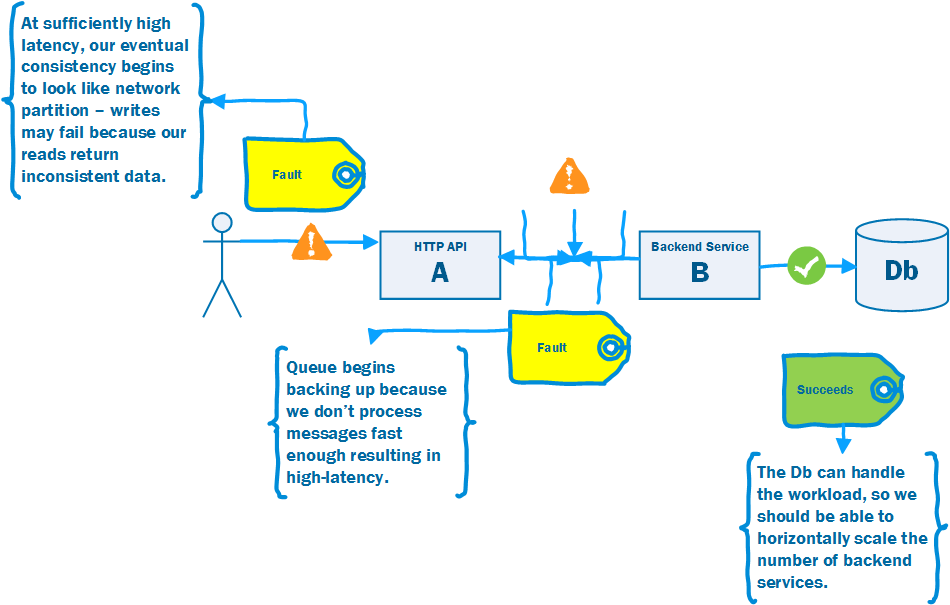 At sufficiently high
latency, our eventual
consistency begins
to look like network
partition – writes
may fail because our
reads return
inconsistent data.
Fault
HTTP API
A
Backend Service
B
Db
Fault
Queue begins
backing up because
we don’t process
messages fast
enough resulting in
high-latency.
Succeeds
The Db can handle
the workload, so we
should be able to
horizontally scale the
number of backend
services.